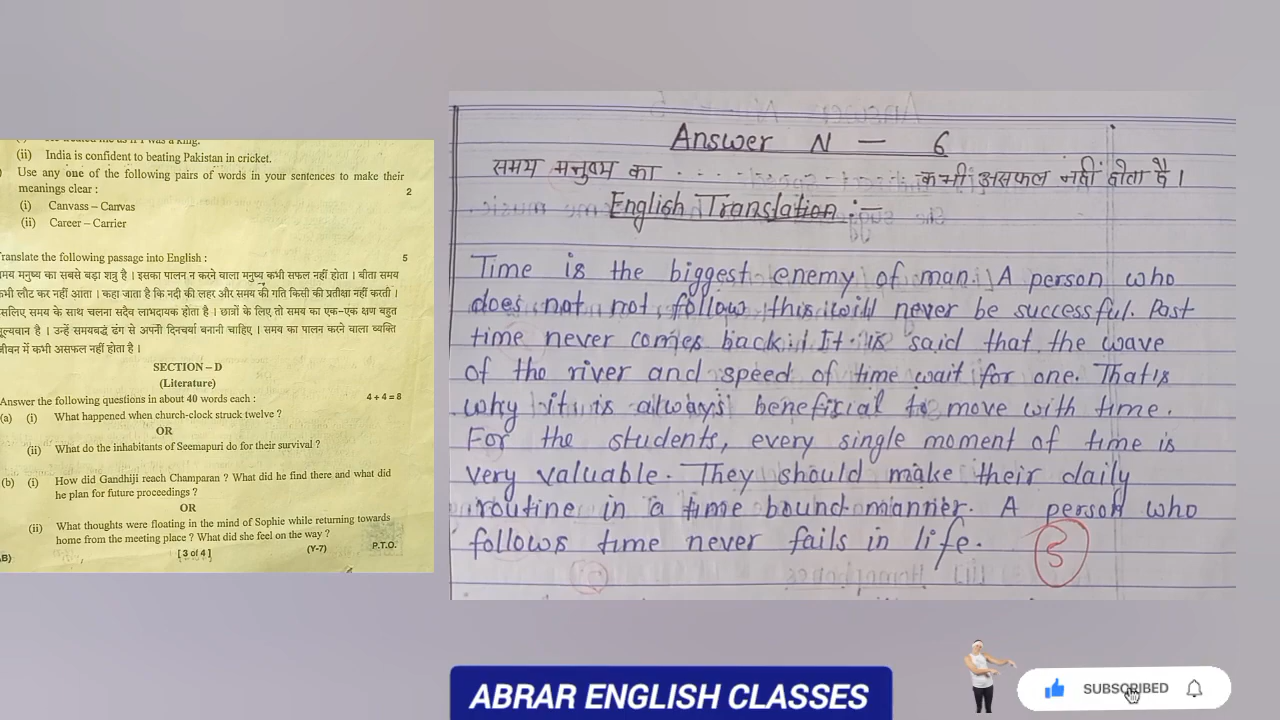 (ii) India is confident to beating Pakistan in cricket.
Use any one of the following pairs of words in your sentences to make their
meanings clear : 2
(i) Canvass – Canvas
(ii) Career – Carrier
ranslate the following passage into English : 5
मय मनुष्य का सबसे बड़ा शत्रु है । इसका पालन न करने वाला मनुष्य कभी सफल नहीं होता । बीता समय
भी लौट कर नहीं आता । कहा जाता है कि नदी की लहर और समय की गति किसी की प्रतीक्षा नहीं करती ।
सलिए समय के साथ चलना सदैव लाभदायक होता है । छात्रों के लिए तो समय का एक-एक क्षण बहुत
ूल्यवान है । उन्हें समयबद्ध ढंग से अपनी दिनचर्या बनानी चाहिए । समय का पालन करने वाला व्यक्ति
जीवन में कभी असफल नहीं होता है ।
SECTION – D
(Literature)
Answer the following questions in about 40 words each : 4 + 4 = 8
(a) (i) What happened when church-clock struck twelve ?
OR
(ii) What do the inhabitants of Seemapuri do for their survival ?
(b) (i) How did Gandhiji reach Champaran ? What did he find there and what did
he plan for future proceedings ?
OR
(ii) What thoughts were floating in the mind of Sophie while returning towards
home from the meeting place ? What did she feel on the way ?
B) [ 3 of 4 ] (Y-7) P.T.O.
Answer N — 6
समय मनुष्य का . . . . . . . . . . . . कभी असफल नहीं होता है ।
English Translation :–
Time is the biggest enemy of man. A person who
does not not follow this will never be successful. Past
time never comes back. It is said that the wave
of the river and speed of time wait for one. That is
why it is always beneficial to move with time.
For the students, every single moment of time is
very valuable. They should make their daily
routine in a time bound manner. A person who
follows time never fails in life.
ABRAR ENGLISH CLASSES
SUBSCRIBED